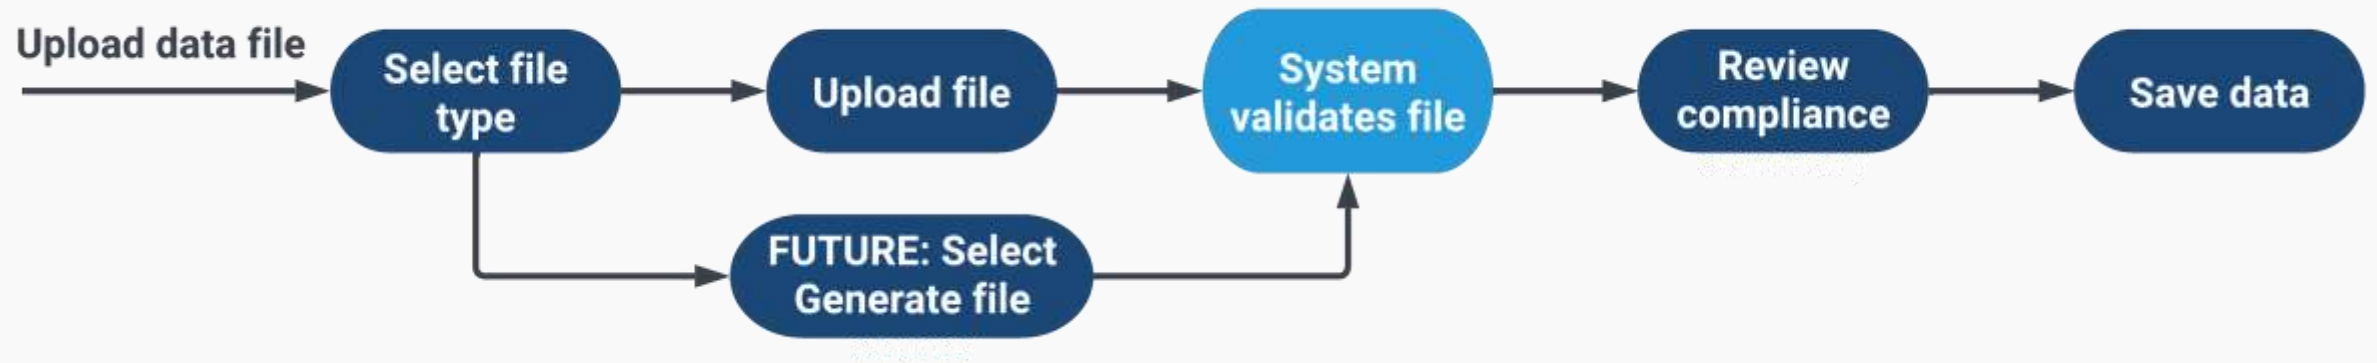 Upload data file
Select file
type
Upload file
System
validates file
Review
compliance
Save data
FUTURE: Select
Generate file